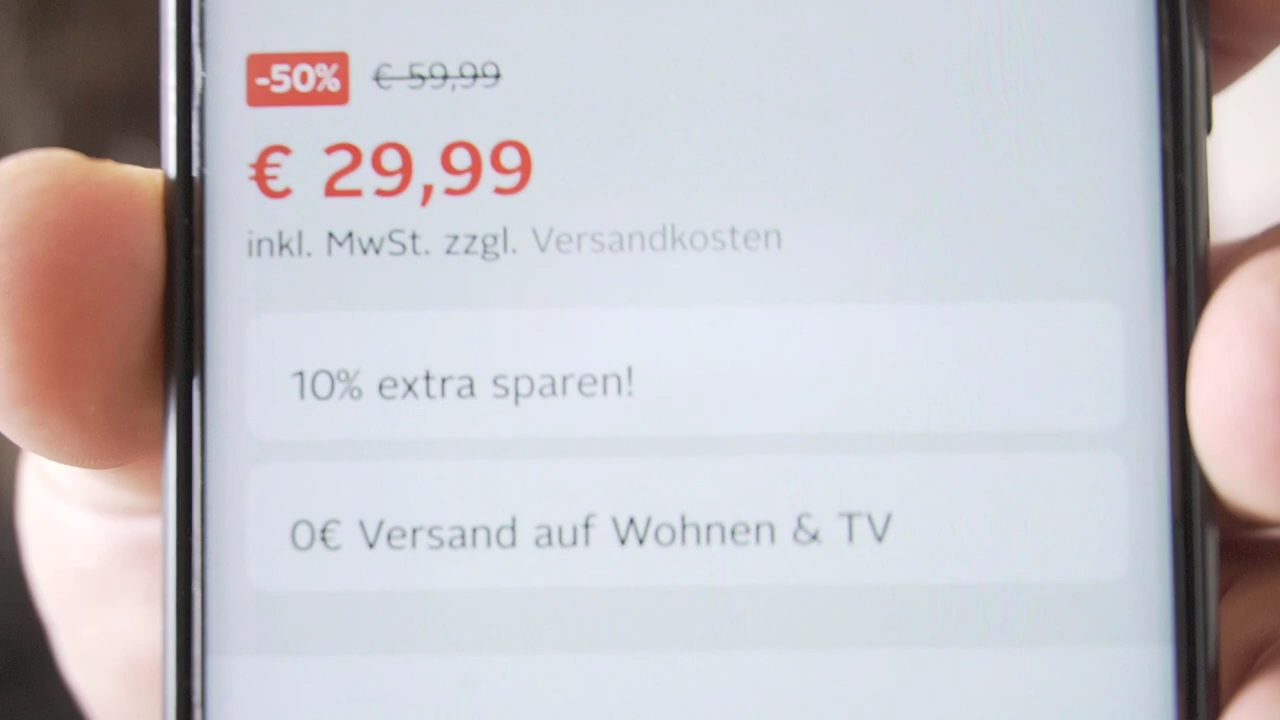 -50% € 59,99
€ 29,99
inkl. MwSt. zzgl. Versandkosten
10% extra sparen!
0€ Versand auf Wohnen & TV